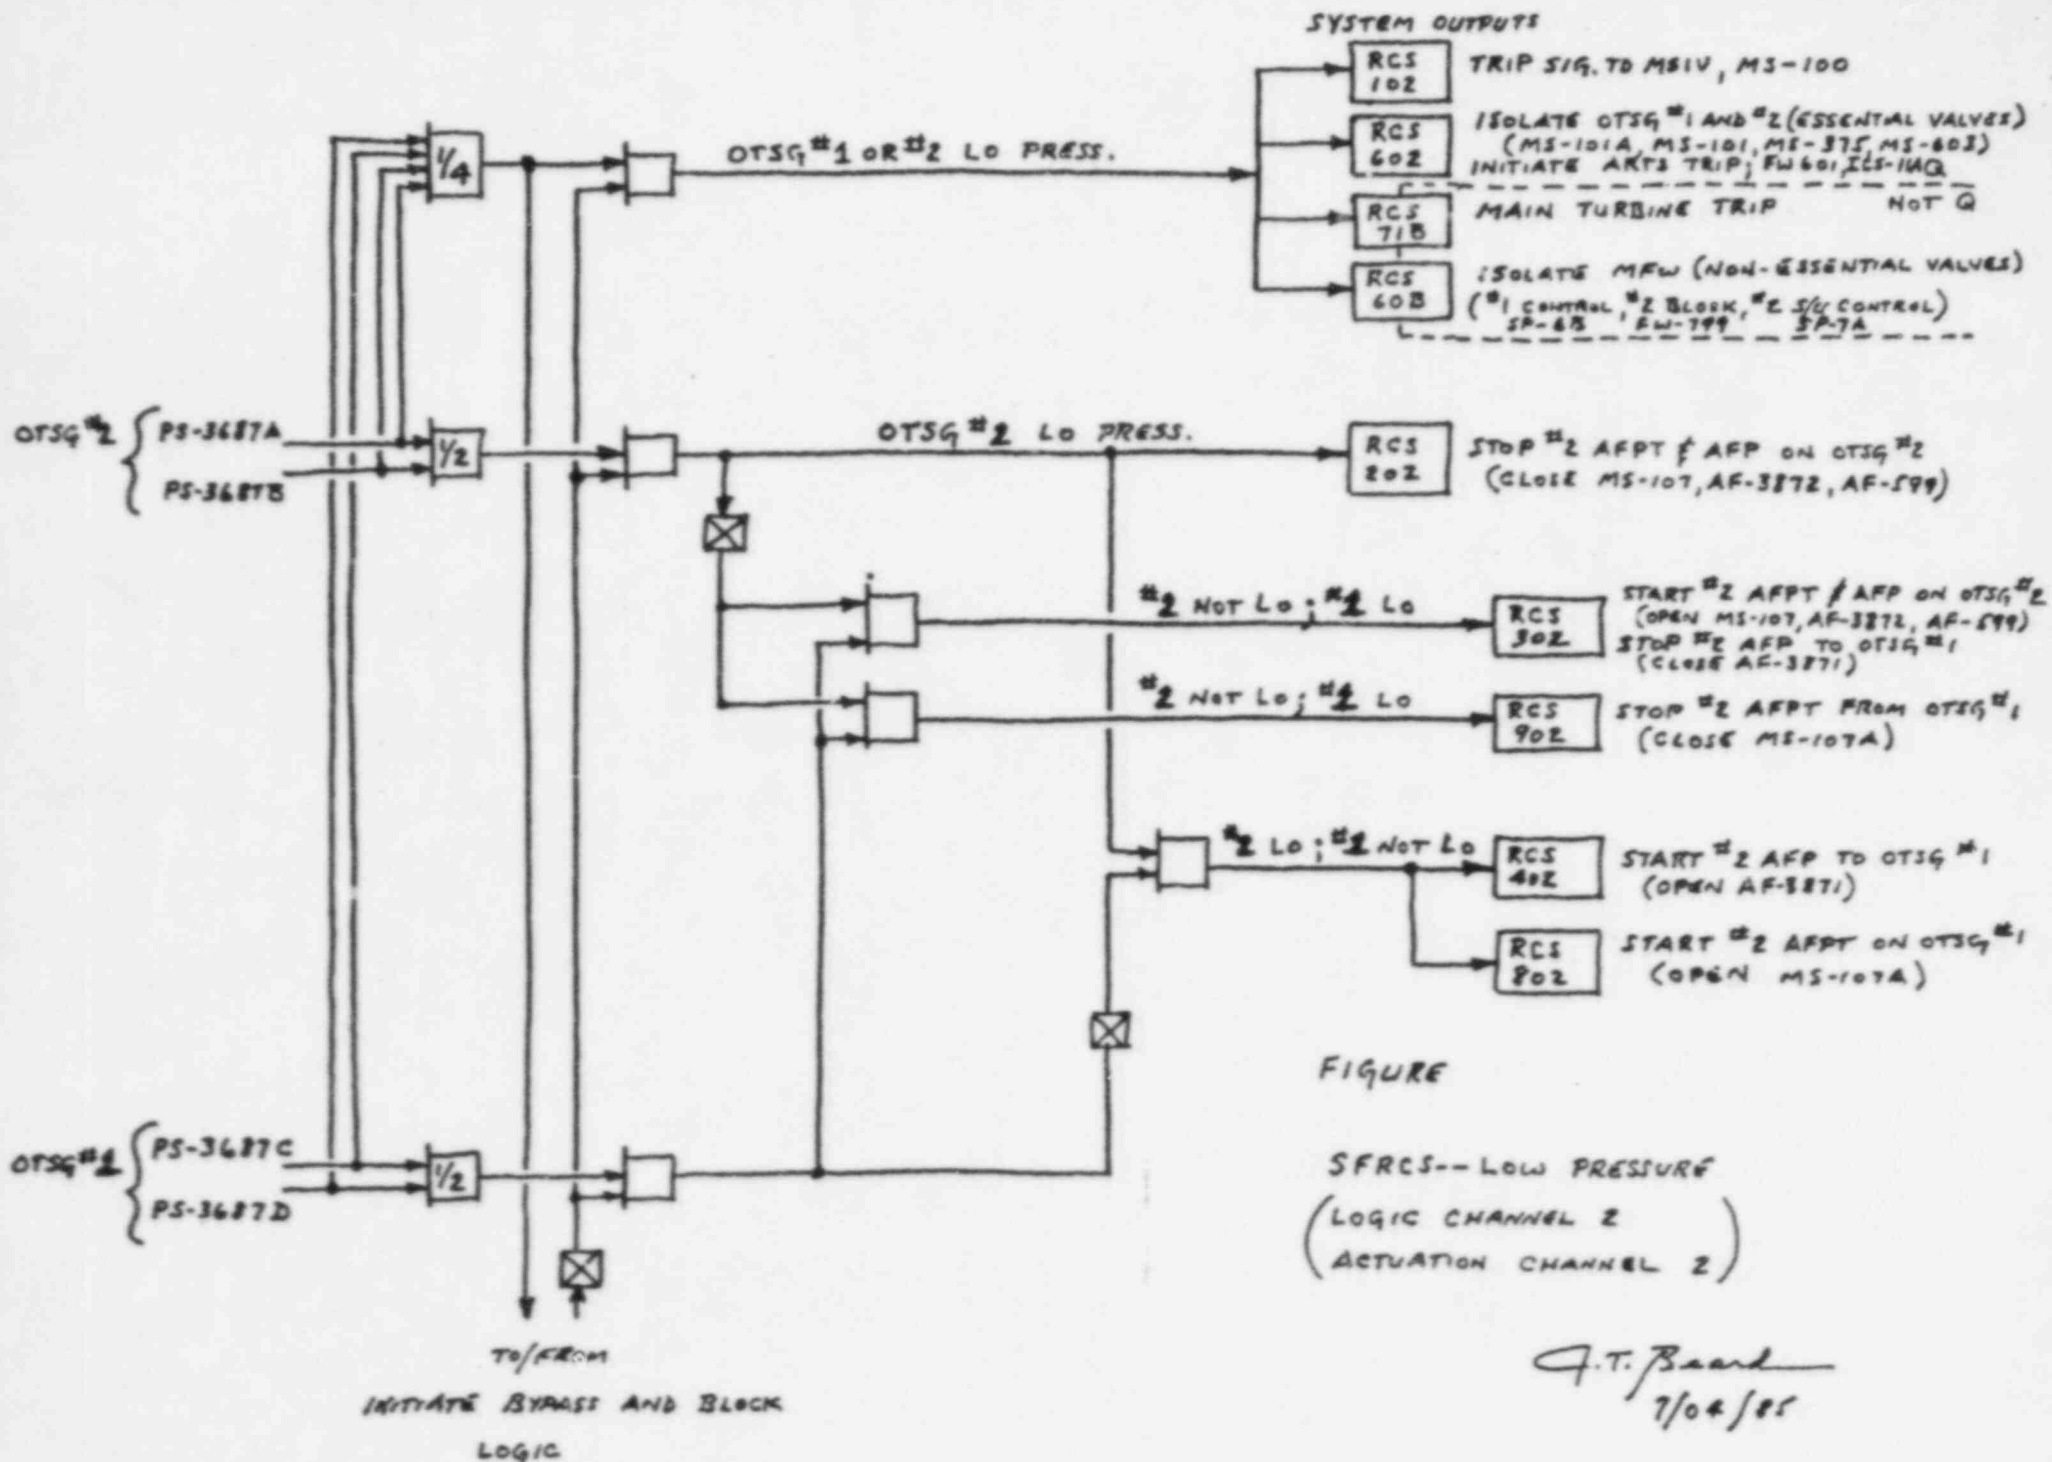 SYSTEM OUTPUTS
RCS
102
TRIP SIG. TO MSIV, MS-100
RCS
602
ISOLATE OTSG #1 AND #2 (ESSENTIAL VALVES)
(MS-101A, MS-101, MS-375, MS-603)
INITIATE ARTS TRIP; FW601, ICS-11A
RCS
71B
MAIN TURBINE TRIP NOT Q
RCS
60B
ISOLATE MFW (NON-ESSENTIAL VALVES)
(#1 CONTROL, #2 BLOCK, #2 S/U CONTROL)
SP-6B FW-779 SP-7A
1/4
OTSG #1 OR #2 LO PRESS.
OTSG #2
PS-3687A
PS-3687B
1/2
OTSG #2 LO PRESS.
RCS
202
STOP #2 AFPT & AFP ON OTSG #2
(CLOSE MS-107, AF-3872, AF-599)
#2 NOT LO; #1 LO
RCS
302
START #2 AFPT & AFP ON OTSG #2
(OPEN MS-107, AF-3872, AF-599)
STOP #2 AFP TO OTSG #1
(CLOSE AF-3871)
#2 NOT LO; #1 LO
RCS
902
STOP #2 AFPT FROM OTSG #1
(CLOSE MS-107A)
#2 LO; #1 NOT LO
RCS
402
START #2 AFP TO OTSG #1
(OPEN AF-3871)
RCS
802
START #2 AFPT ON OTSG #1
(OPEN MS-107A)
OTSG #1
PS-3687C
PS-3687D
1/2
TO/FROM
INITIATE BYPASS AND BLOCK
LOGIC
FIGURE
SFRCS--LOW PRESSURE
(LOGIC CHANNEL 2
ACTUATION CHANNEL 2)
J.T. Beard
7/04/85